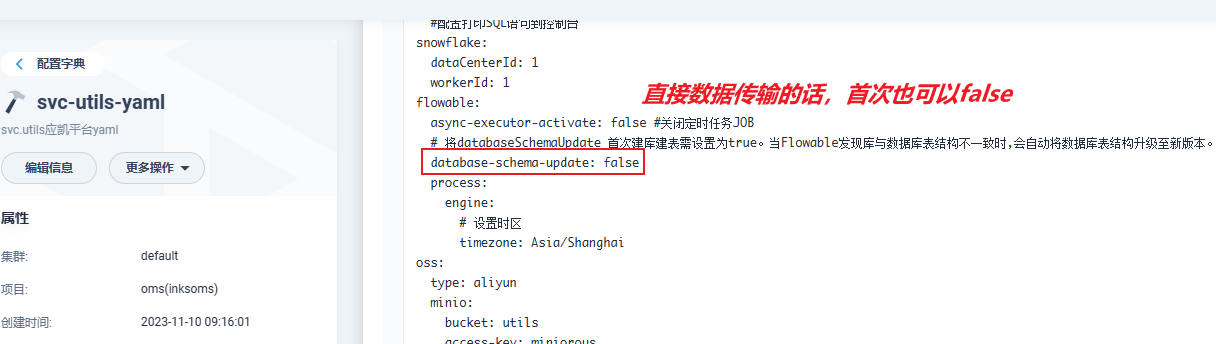 配置字典
svc-utils-yaml
svc.utils应凯平台yaml
编辑信息
更多操作
属性
集群:
default
项目:
oms(inksoms)
创建时间:
2023-11-10 09:16:01
#配置打印SQL语句到控制台
snowflake:
dataCenterId: 1
workerId: 1
直接数据传输的话，首次也可以false
flowable:
async-executor-activate: false #关闭定时任务JOB
# 将databaseSchemaUpdate 首次建库建表需设置为true。当Flowable发现库与数据库表结构不一致时,会自动将数据库表结构升级至新版本。
database-schema-update: false
process:
engine:
# 设置时区
timezone: Asia/Shanghai
oss:
type: aliyun
minio:
bucket: utils
access-key: miniorous